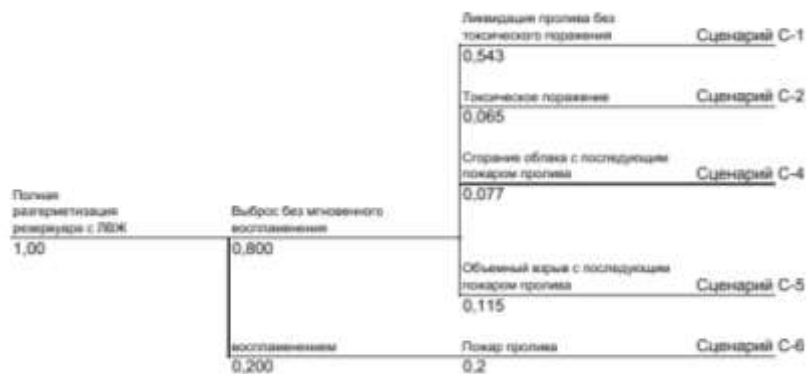 Ликвидация пролива без
токсического поражения
Сценарий С-1
0,543
Токсическое поражение
Сценарий С-2
0,065
Сгорание облака с последующим
пожаром пролива
Сценарий С-4
0,077
Полная
разгерметизация
резервуара с ЛВЖ
1,00
Выброс без мгновенного
воспламенения
0,800
Объемный взрыв с последующим
пожаром пролива
Сценарий С-5
0,115
воспламенением
0,200
Пожар пролива
0,2
Сценарий С-6